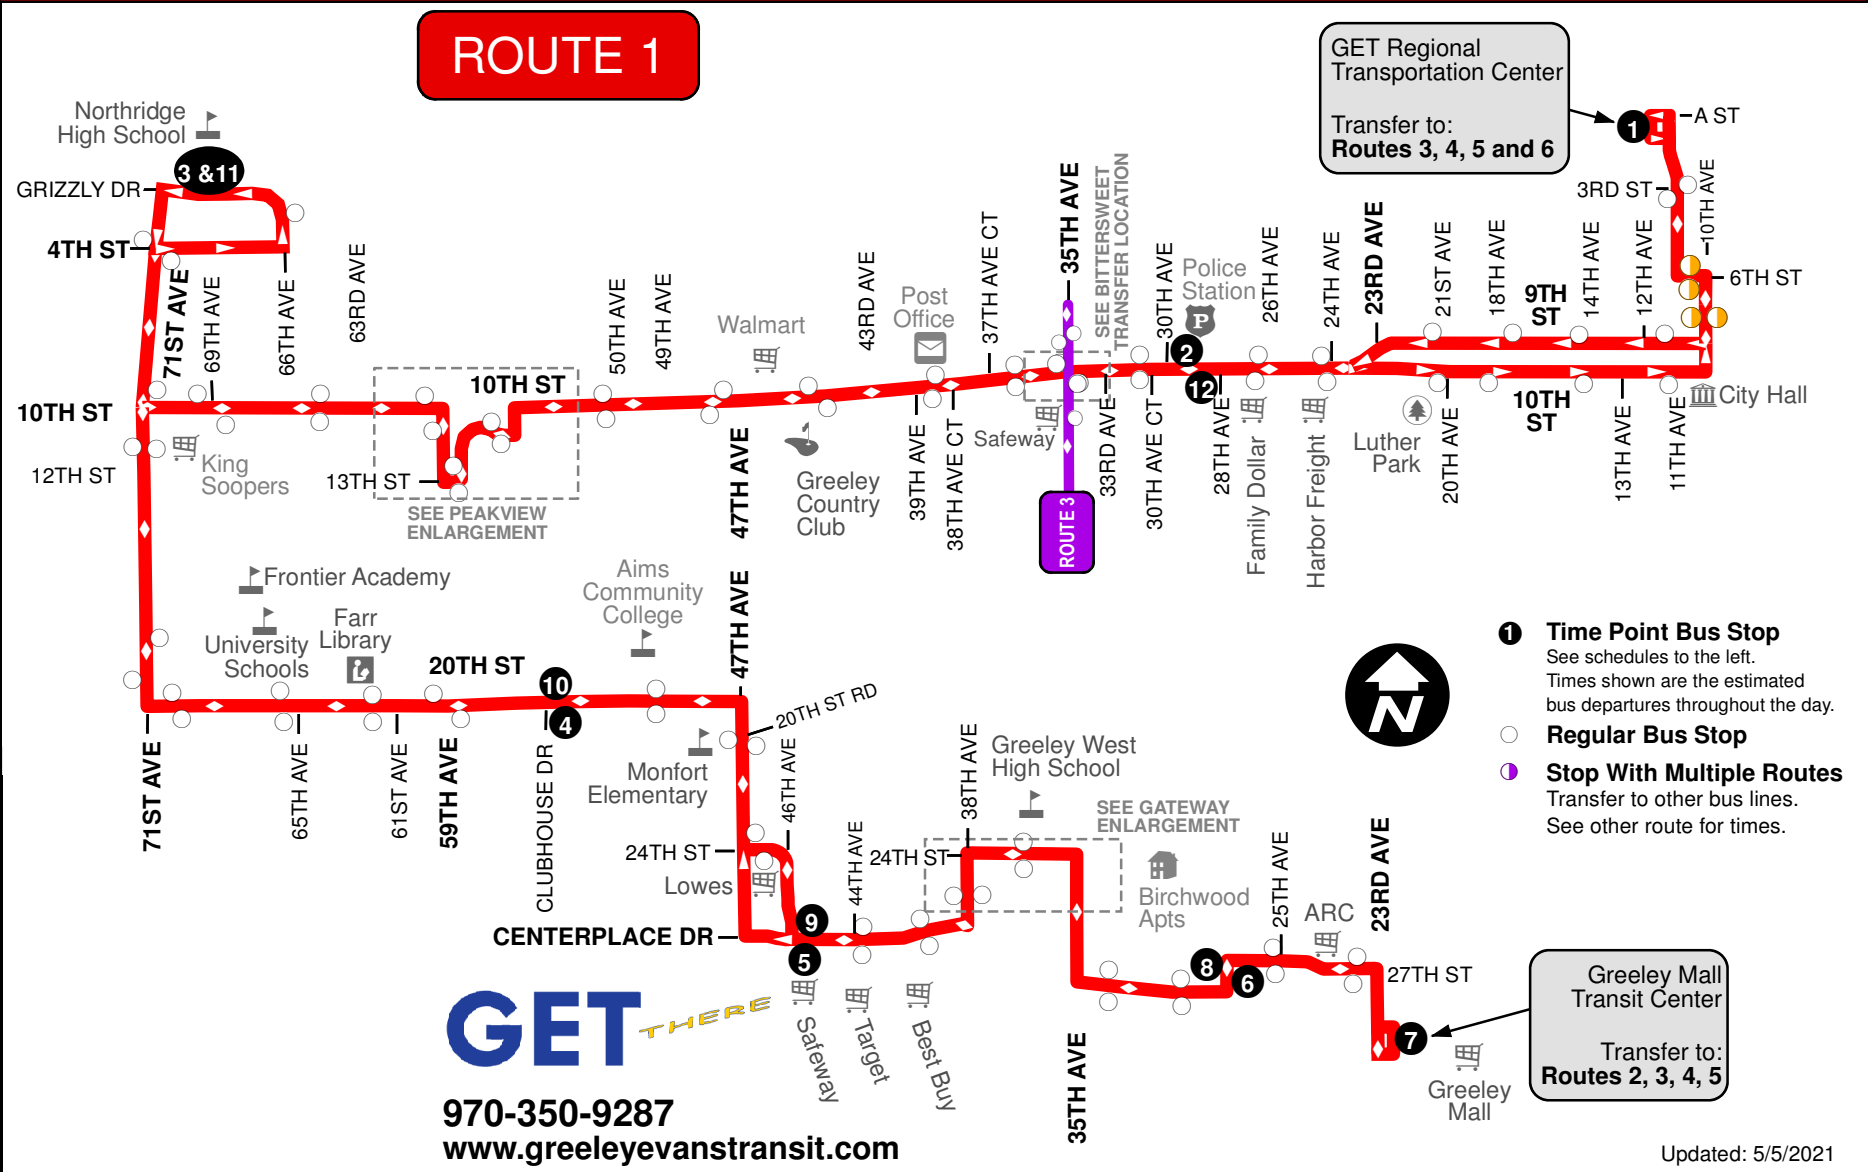 ROUTE 1
GET Regional
Transportation Center
Transfer to:
Routes 3, 4, 5 and 6
1
A ST
Northridge
High School
3 &11
GRIZZLY DR
4TH ST
71ST AVE
69TH AVE
66TH AVE
63RD AVE
50TH AVE
49TH AVE
Walmart
43RD AVE
Post
Office
37TH AVE CT
35TH AVE
SEE BITTERSWEET
TRANSFER LOCATION
30TH AVE
Police
Station
P
26TH AVE
24TH AVE
23RD AVE
21ST AVE
18TH AVE
9TH
ST
14TH AVE
12TH AVE
3RD ST
10TH AVE
6TH ST
2
12
10TH ST
10TH ST
10TH
ST
City Hall
12TH ST
King
Soopers
13TH ST
SEE PEAKVIEW
ENLARGEMENT
47TH AVE
Greeley
Country
Club
39TH AVE
38TH AVE CT
Safeway
ROUTE 3
33RD AVE
30TH AVE CT
28TH AVE
Family Dollar
Harbor Freight
Luther
Park
20TH AVE
13TH AVE
11TH AVE
Frontier Academy
University
Schools
Farr
Library
20TH ST
Aims
Community
College
47TH AVE
10
4
20TH ST RD
71ST AVE
65TH AVE
61ST AVE
59TH AVE
CLUBHOUSE DR
Monfort
Elementary
46TH AVE
24TH ST
Lowes
44TH AVE
24TH ST
38TH AVE
Greeley West
High School
SEE GATEWAY
ENLARGEMENT
Birchwood
Apts
CENTERPLACE DR
9
5
Safeway
Target
Best Buy
35TH AVE
8
6
25TH AVE
ARC
23RD AVE
27TH ST
7
Greeley
Mall
Greeley Mall
Transit Center
Transfer to:
Routes 2, 3, 4, 5
N
1 Time Point Bus Stop
See schedules to the left.
Times shown are the estimated
bus departures throughout the day.
Regular Bus Stop
Stop With Multiple Routes
Transfer to other bus lines.
See other route for times.
GET THERE
970-350-9287
www.greeleyevanstransit.com
Updated: 5/5/2021